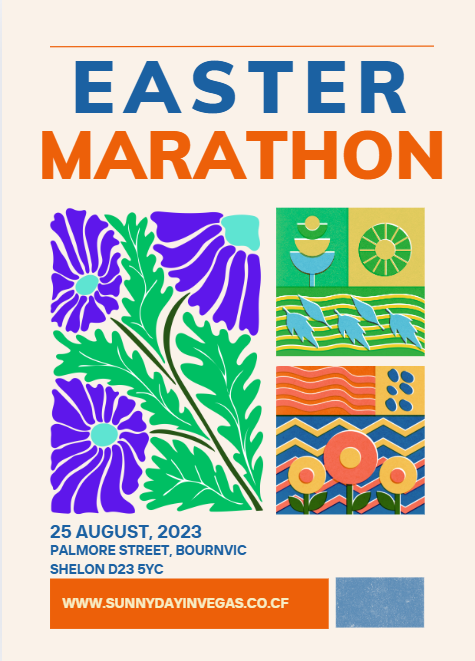 EASTER
MARATHON
25 AUGUST, 2023
PALMORE STREET, BOURNVIC
SHELON D23 5YC
WWW.SUNNYDAYINVEGAS.CO.CF